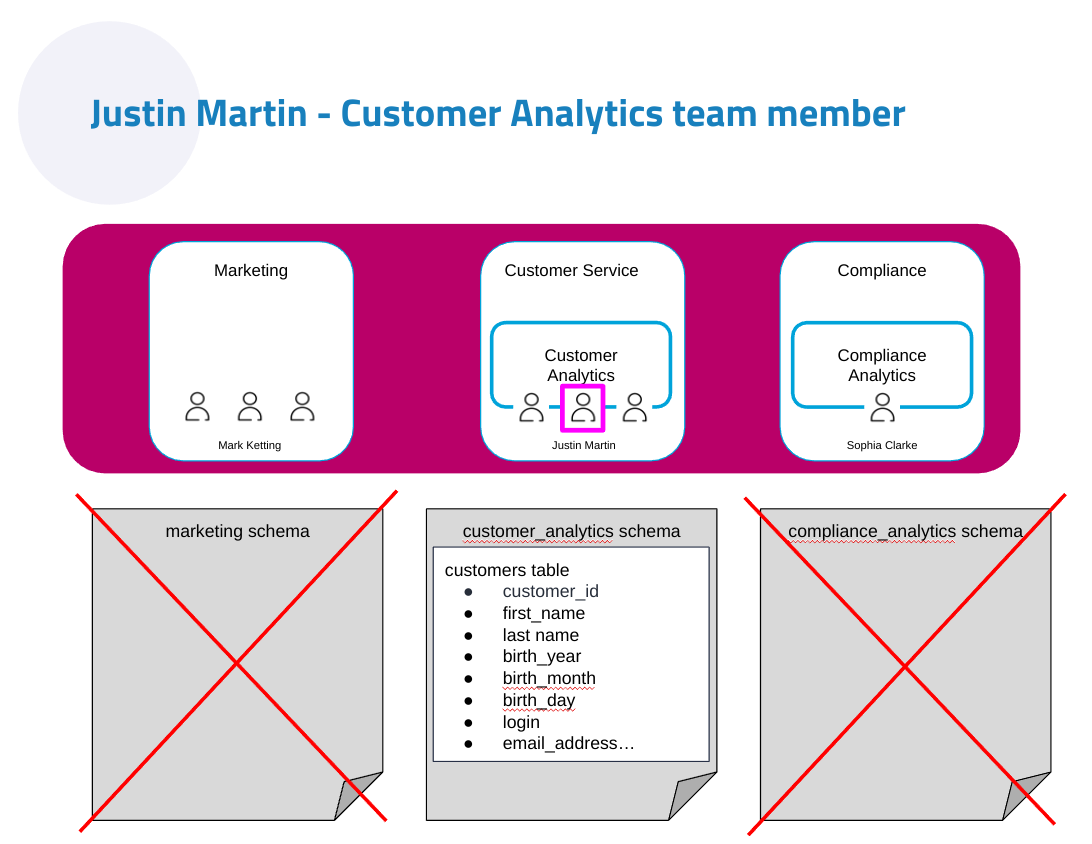 Justin Martin - Customer Analytics team member
Marketing
Mark Ketting
Customer Service
Customer
Analytics
Justin Martin
Compliance
Compliance
Analytics
Sophia Clarke
marketing schema
customer_analytics schema
customers table
● customer_id
● first_name
● last name
● birth_year
● birth_month
● birth_day
● login
● email_address…
compliance_analytics schema